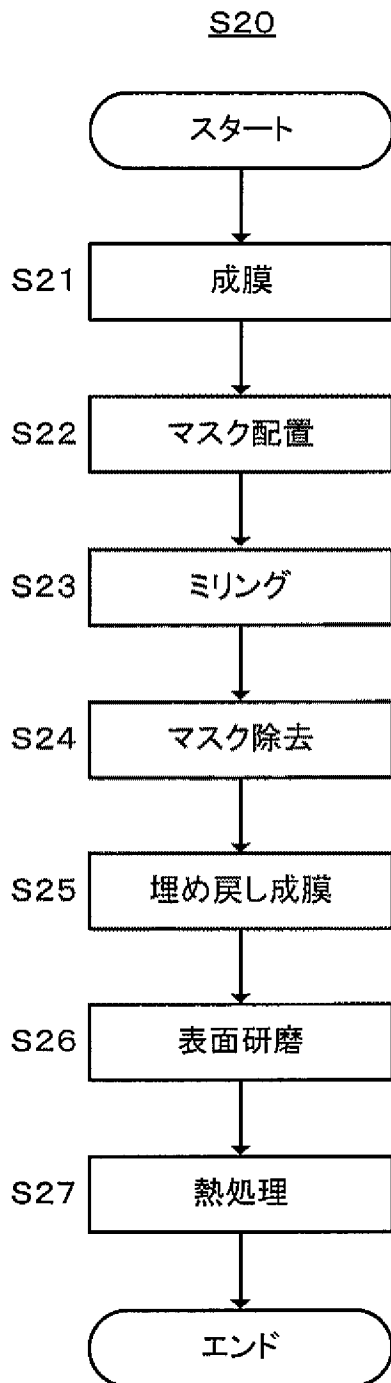 S20
スタート
S21 成膜
S22 マスク配置
S23 ミリング
S24 マスク除去
S25 埋め戻し成膜
S26 表面研磨
S27 熱処理
エンド